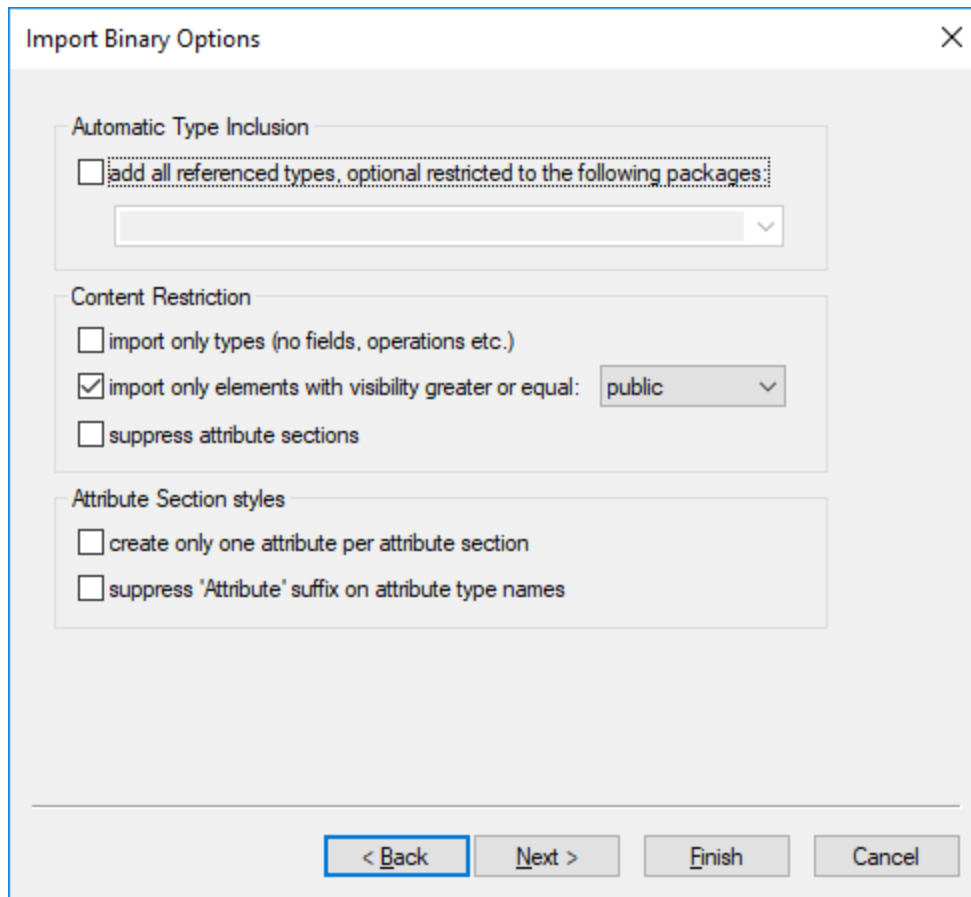 Import Binary Options
Automatic Type Inclusion
add all referenced types, optional restricted to the following packages:
Content Restriction
import only types (no fields, operations etc.)
import only elements with visibility greater or equal: public
suppress attribute sections
Attribute Section styles
create only one attribute per attribute section
suppress 'Attribute' suffix on attribute type names
< Back Next > Finish Cancel